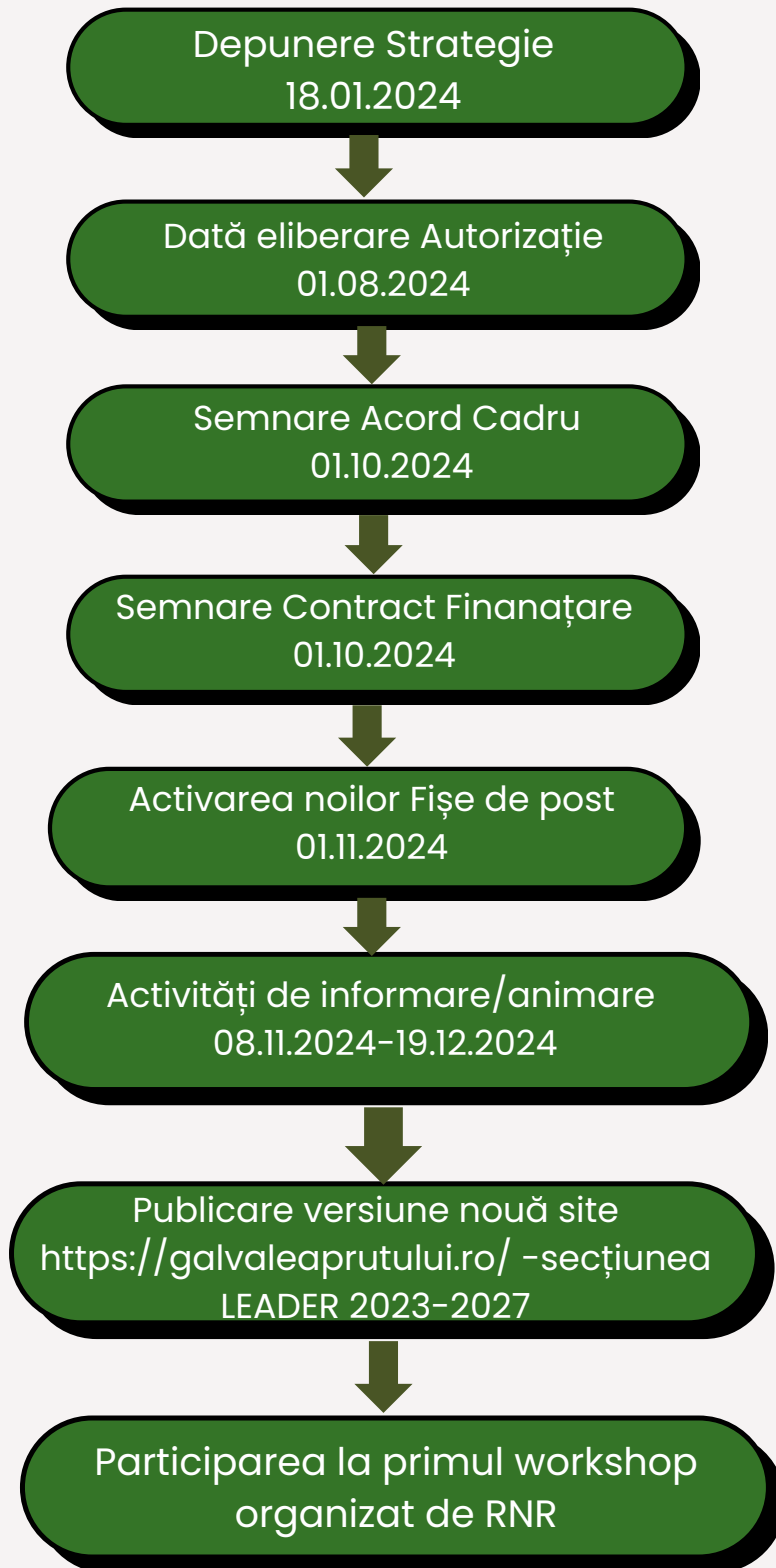 Depunere Strategie
18.01.2024
Dată eliberare Autorizație
01.08.2024
Semnare Acord Cadru
01.10.2024
Semnare Contract Finanațare
01.10.2024
Activarea noilor Fișe de post
01.11.2024
Activități de informare/animare
08.11.2024-19.12.2024
Publicare versiune nouă site
https://galvaleaprutului.ro/ -secțiunea
LEADER 2023-2027
Participarea la primul workshop
organizat de RNR